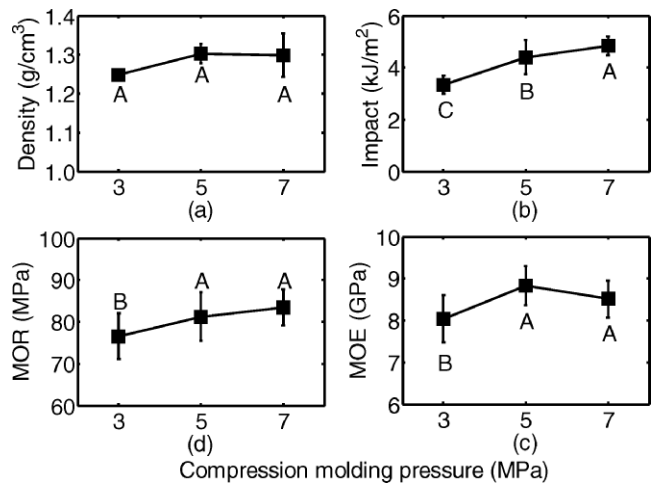 Density (g/cm³)
1.4
1.3
1.2
1.1
1.0
A
A
A
3
5
7
(a)
Impact (kJ/m²)
6
4
2
0
C
B
A
3
5
7
(b)
MOR (MPa)
100
90
80
70
60
B
A
A
3
5
7
(d)
MOE (GPa)
10
9
8
7
6
B
A
A
3
5
7
(c)
Compression molding pressure (MPa)